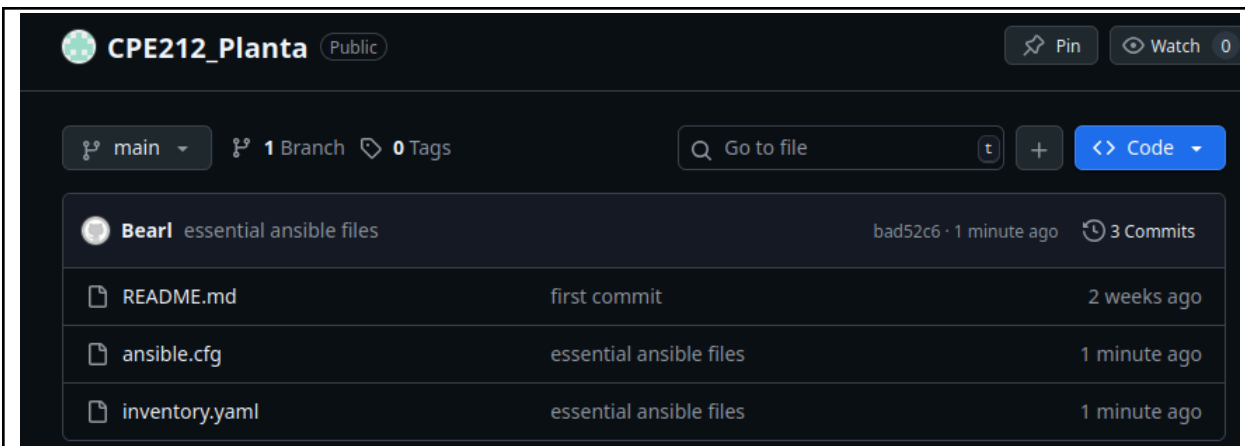 CPE212_Planta Public Pin Watch 0
main 1 Branch 0 Tags Go to file t + <> Code
Bearl essential ansible files bad52c6 · 1 minute ago 3 Commits
README.md first commit 2 weeks ago
ansible.cfg essential ansible files 1 minute ago
inventory.yaml essential ansible files 1 minute ago